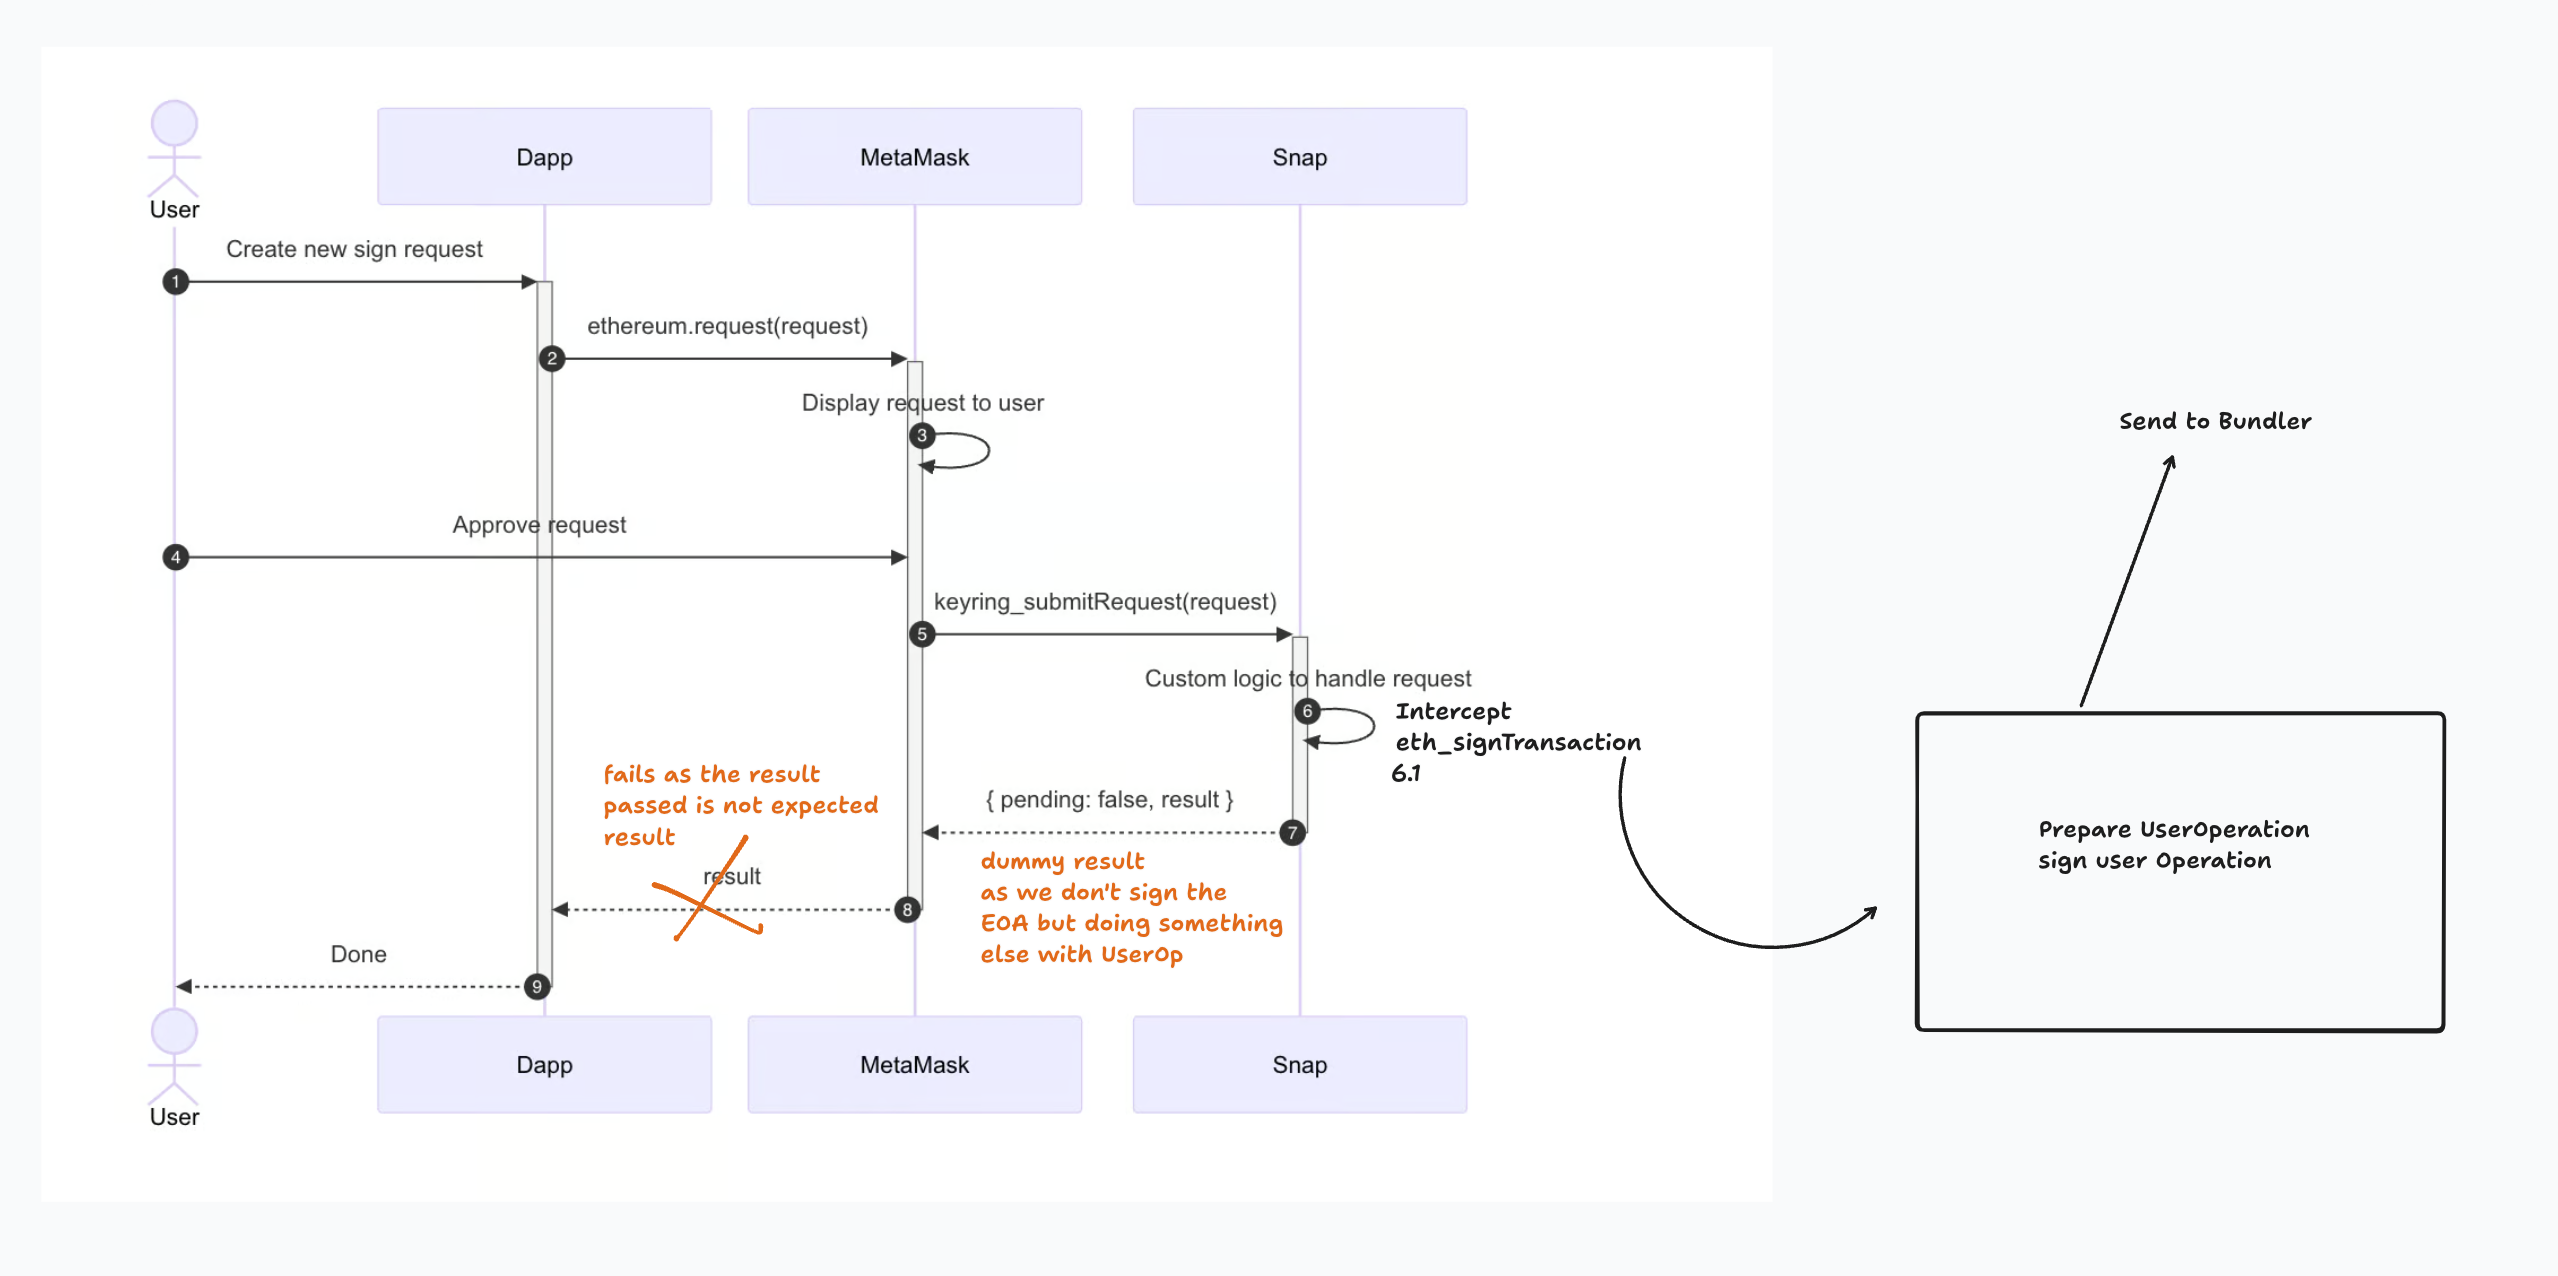 Dapp
MetaMask
Snap
User
Create new sign request
1
ethereum.request(request)
2
Display request to user
3
Send to Bundler
Approve request
4
keyring_submitRequest(request)
5
Custom logic to handle request
6
Intercept
eth_signTransaction
6.1
fails as the result
passed is not expected
result
{ pending: false, result }
7
Prepare UserOperation
sign user Operation
dummy result
as we don't sign the
EOA but doing something
else with UserOp
result
8
Done
9
Dapp
MetaMask
Snap
User